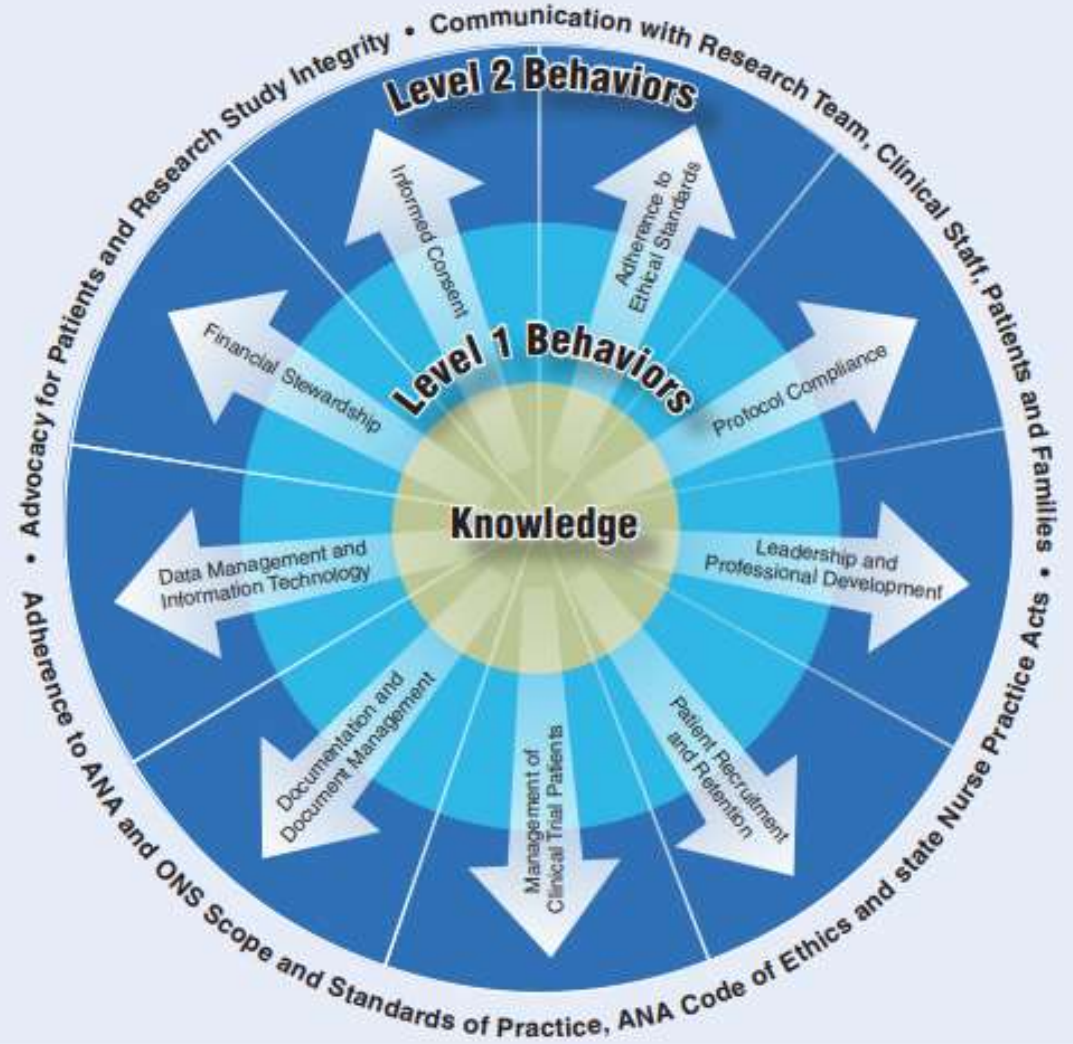 • Advocacy for Patients and Research Study Integrity • Communication with Research Team, Clinical Staff, Patients and Families •
Adherence to ANA and ONS Scope and Standards of Practice, ANA Code of Ethics and state Nurse Practice Acts
Level 2 Behaviors
Level 1 Behaviors
Knowledge
Adherence to
Ethical Standards
Protocol Compliance
Leadership and
Professional Development
Patient Recruitment
and Retention
Management of
Clinical Trial Patients
Documentation and
Document Management
Data Management and
Information Technology
Financial Stewardship
Informed Consent